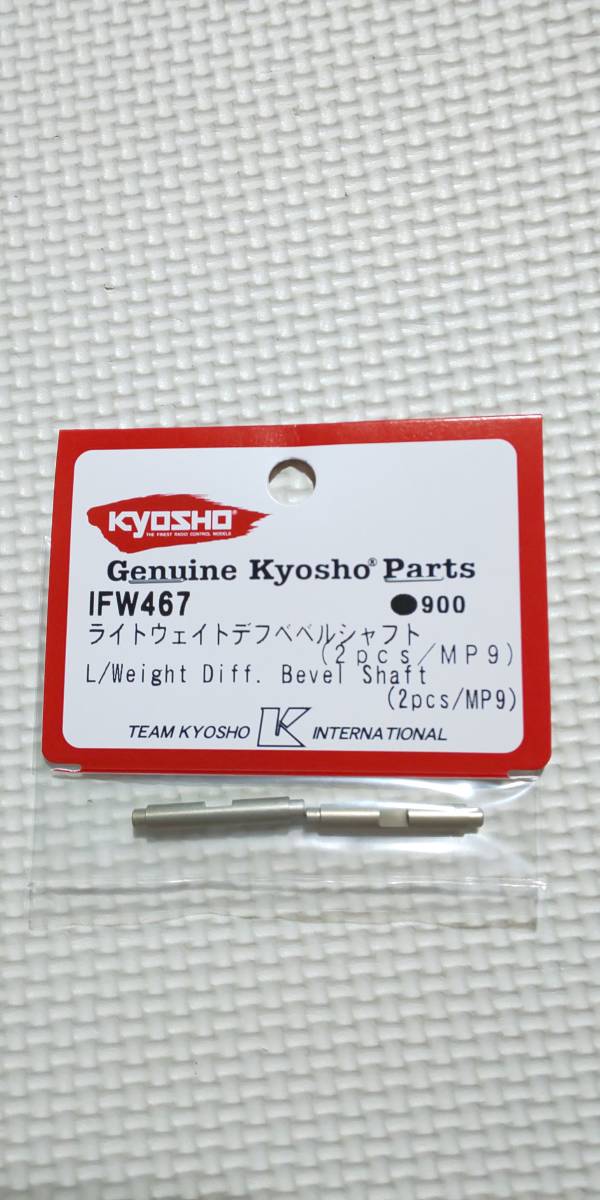 KYOSHO®
THE FINEST RADIO CONTROL MODELS
Genuine Kyosho® Parts
IFW467 ●900
ライトウェイトデフベベルシャフト
(2pcs/MP9)
L/Weight Diff. Bevel Shaft
(2pcs/MP9)
TEAM KYOSHO K INTERNATIONAL